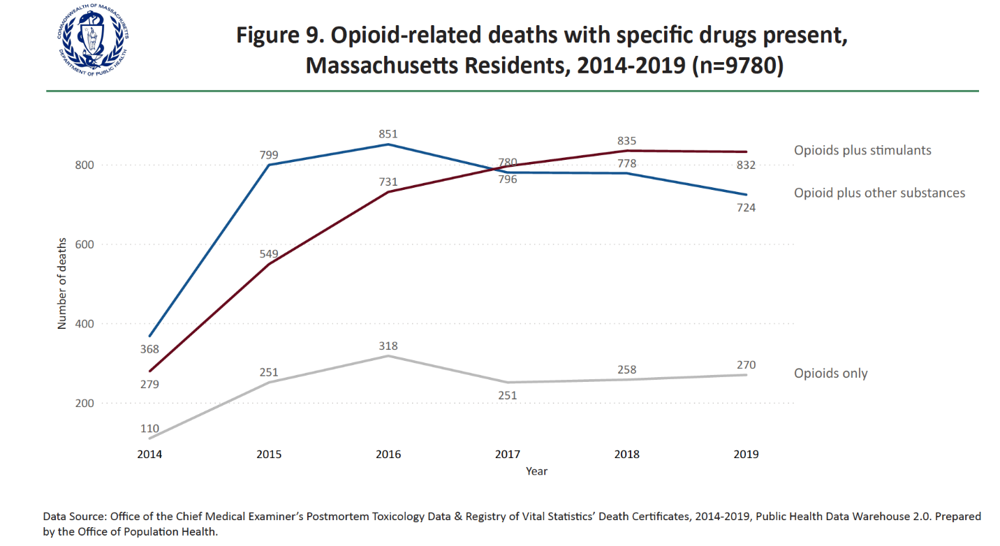 COMMONWEALTH OF MASSACHUSETTS
DEPARTMENT OF PUBLIC HEALTH
Figure 9. Opioid-related deaths with specific drugs present,
Massachusetts Residents, 2014-2019 (n=9780)
851
835
799
780
778
832
Opioids plus stimulants
800
731
796
724
Opioid plus other substances
Number of deaths
600
549
400
368
318
279
251
251
258
270
Opioids only
200
110
2014 2015 2016 2017 2018 2019
Year
Data Source: Office of the Chief Medical Examiner’s Postmortem Toxicology Data & Registry of Vital Statistics’ Death Certificates, 2014-2019, Public Health Data Warehouse 2.0. Prepared
by the Office of Population Health.